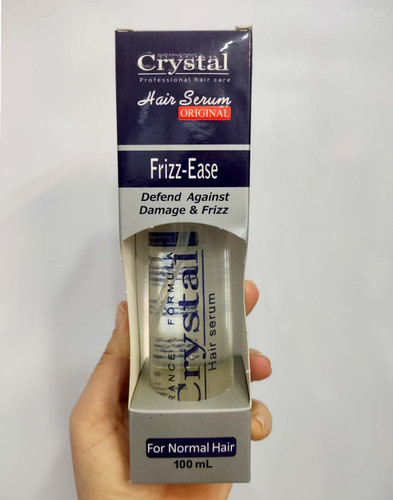 Crystal
Professional hair care
Hair Serum
ORIGINAL
Frizz-Ease
Defend Against
Damage & Frizz
FORMULA
Crystal
Hair serum
For Normal Hair
100 mL